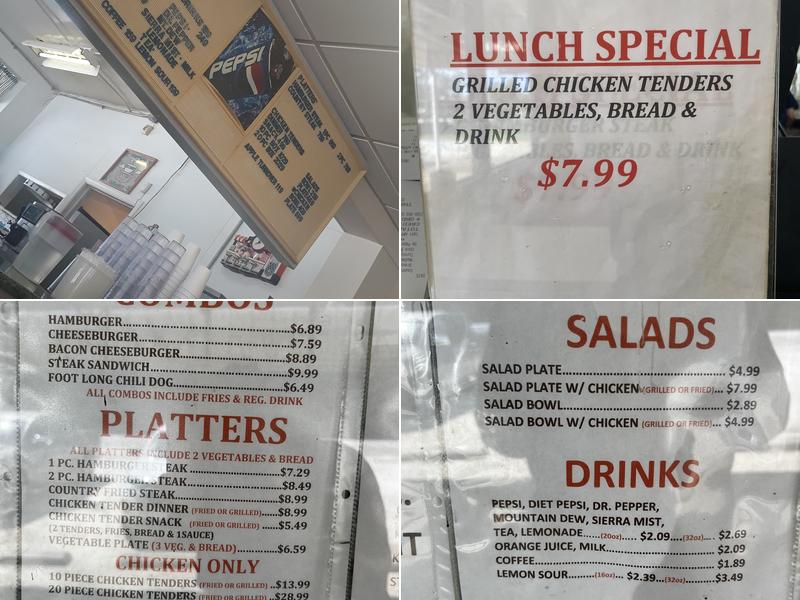 PEPSI
LUNCH SPECIAL
GRILLED CHICKEN TENDERS
2 VEGETABLES, BREAD &
DRINK
$7.99
COMBOS
HAMBURGER...$6.89
CHEESEBURGER...$7.59
BACON CHEESEBURGER...$8.89
STEAK SANDWICH...$9.99
FOOT LONG CHILI DOG...$6.49
ALL COMBOS INCLUDE FRIES & REG. DRINK
PLATTERS
ALL PLATTERS INCLUDE 2 VEGETABLES & BREAD
1 PC. HAMBURGER STEAK...$7.29
2 PC. HAMBURGER STEAK...$8.49
COUNTRY FRIED STEAK...$8.99
CHICKEN TENDER DINNER (FRIED OR GRILLED)...$8.99
CHICKEN TENDER SNACK (FRIED OR GRILLED)...$5.49
(2 TENDERS, FRIES, BREAD & 1SAUCE)
VEGETABLE PLATE (3 VEG. & BREAD)...$6.59
CHICKEN ONLY
10 PIECE CHICKEN TENDERS (FRIED OR GRILLED)..$13.99
20 PIECE CHICKEN TENDERS (FRIED OR GRILLED)..$28.99
SALADS
SALAD PLATE... $4.99
SALAD PLATE W/ CHICKEN (GRILLED OR FRIED)... $7.99
SALAD BOWL... $2.89
SALAD BOWL W/ CHICKEN (GRILLED OR FRIED)... $4.99
DRINKS
PEPSI, DIET PEPSI, DR. PEPPER,
MOUNTAIN DEW, SIERRA MIST,
TEA, LEMONADE......(20oz)...... $2.09...(32oz).... $2.69
ORANGE JUICE, MILK... $2.09
COFFEE... $1.89
LEMON SOUR.......(16oz)... $2.39...(32oz)... $3.49